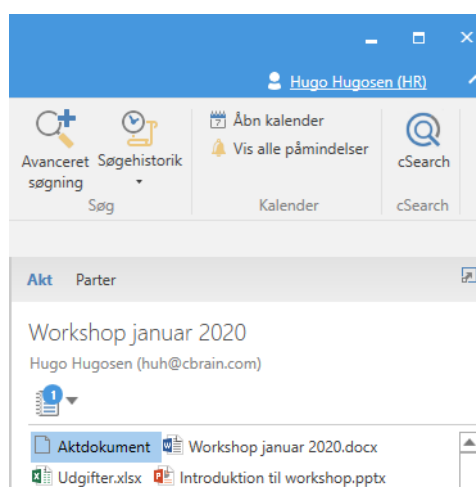 Hugo Hugosen (HR)
Avanceret søgning
Søgehistorik
Åbn kalender
Vis alle påmindelser
cSearch
Søg
Kalender
cSearch
Akt Parter
Workshop januar 2020
Hugo Hugosen (huh@cbrain.com)
1
Aktdokument Workshop januar 2020.docx
Udgifter.xlsx Introduktion til workshop.pptx